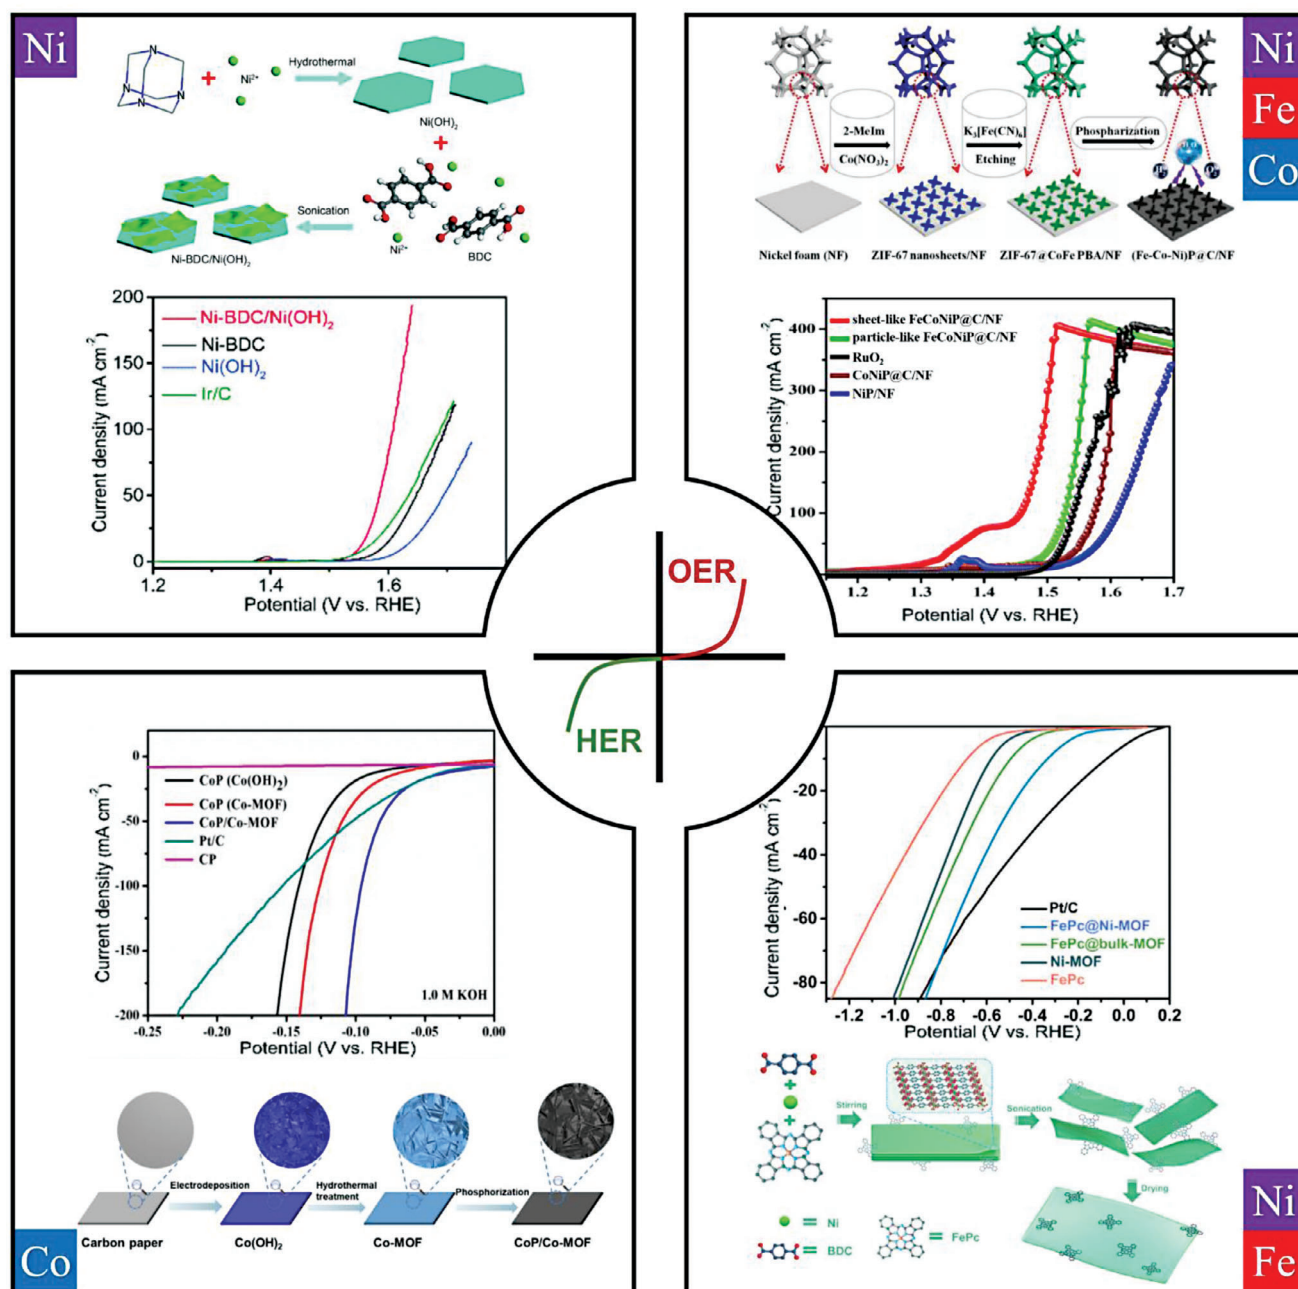 Ni
N
N
N
N
+
Ni²⁺
Hydrothermal
Ni(OH)₂
+
Sonication
Ni²⁺
BDC
Ni-BDC/Ni(OH)₂
200
150
100
50
0
Current density (mA cm⁻²)
Ni-BDC/Ni(OH)₂
Ni-BDC
Ni(OH)₂
Ir/C
1.2
1.4
1.6
Potential (V vs. RHE)
Ni
Fe
Co
2-MeIm
Co(NO₃)₂
K₃[Fe(CN)₆]
Etching
Phospharization
Nickel foam (NF)
ZIF-67 nanosheets/NF
ZIF-67@CoFe PBA/NF
(Fe-Co-Ni)P@C/NF
400
300
200
100
Current density (mA cm⁻²)
sheet-like FeCoNiP@C/NF
particle-like FeCoNiP@C/NF
RuO₂
CoNiP@C/NF
NiP/NF
1.2
1.3
1.4
1.5
1.6
1.7
Potential (V vs. RHE)
OER
HER
0
-50
-100
-150
-200
Current density (mA cm⁻²)
CoP (Co(OH)₂)
CoP (Co-MOF)
CoP/Co-MOF
Pt/C
CP
1.0 M KOH
-0.25
-0.20
-0.15
-0.10
-0.05
0.00
Potential (V vs. RHE)
Electrodeposition
Hydrothermal
treatment
Phosphorization
Carbon paper
Co(OH)₂
Co-MOF
CoP/Co-MOF
Co
-20
-40
-60
-80
Current density (mA cm⁻²)
Pt/C
FePc@Ni-MOF
FePc@bulk-MOF
Ni-MOF
FePc
-1.2
-1.0
-0.8
-0.6
-0.4
-0.2
0.0
0.2
Potential (V vs. RHE)
+
+
Stirring
Sonication
Drying
= Ni
= BDC
= FePc
Ni
Fe